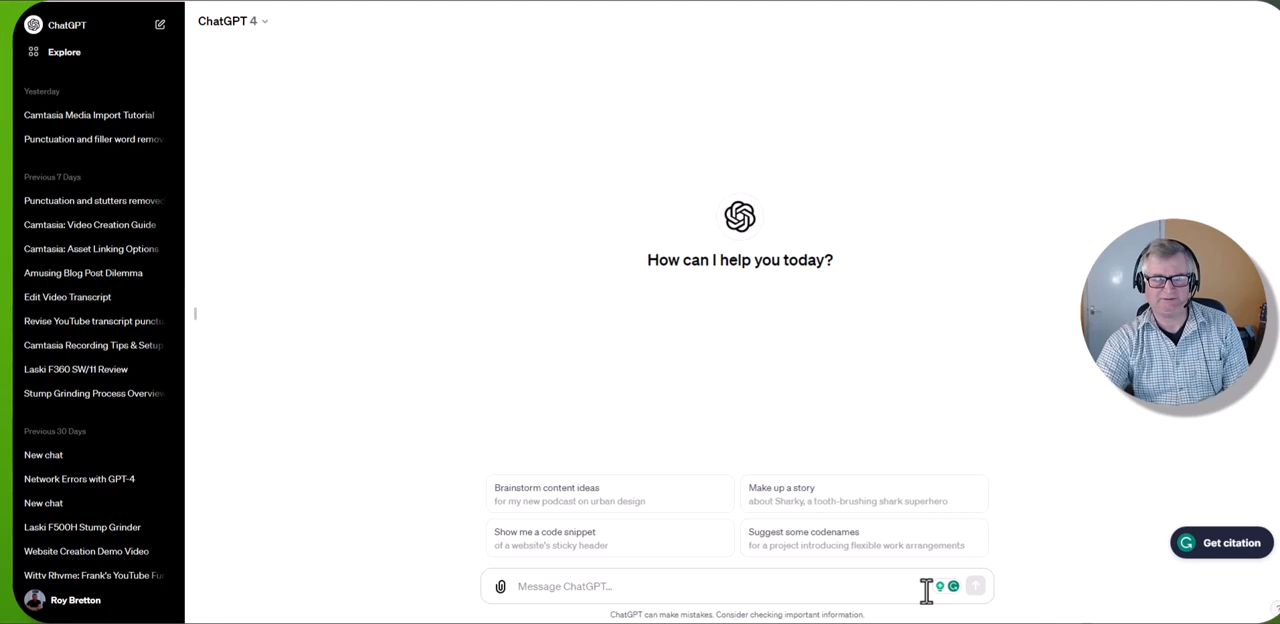 ChatGPT
Explore
Yesterday
Camtasia Media Import Tutorial
Punctuation and filler word remov
Previous 7 Days
Punctuation and stutters removed
Camtasia: Video Creation Guide
Camtasia: Asset Linking Options
Amusing Blog Post Dilemma
Edit Video Transcript
Revise YouTube transcript punctu
Camtasia Recording Tips & Setup
Laski F360 SW/11 Review
Stump Grinding Process Overview
Previous 30 Days
New chat
Network Errors with GPT-4
New chat
Laski F500H Stump Grinder
Website Creation Demo Video
Witty Rhyme: Frank's YouTube Fu
Roy Bretton
ChatGPT 4
How can I help you today?
Brainstorm content ideas
for my new podcast on urban design
Make up a story
about Sharky, a tooth-brushing shark superhero
Show me a code snippet
of a website's sticky header
Suggest some codenames
for a project introducing flexible work arrangements
Message ChatGPT...
ChatGPT can make mistakes. Consider checking important information.
Get citation
?